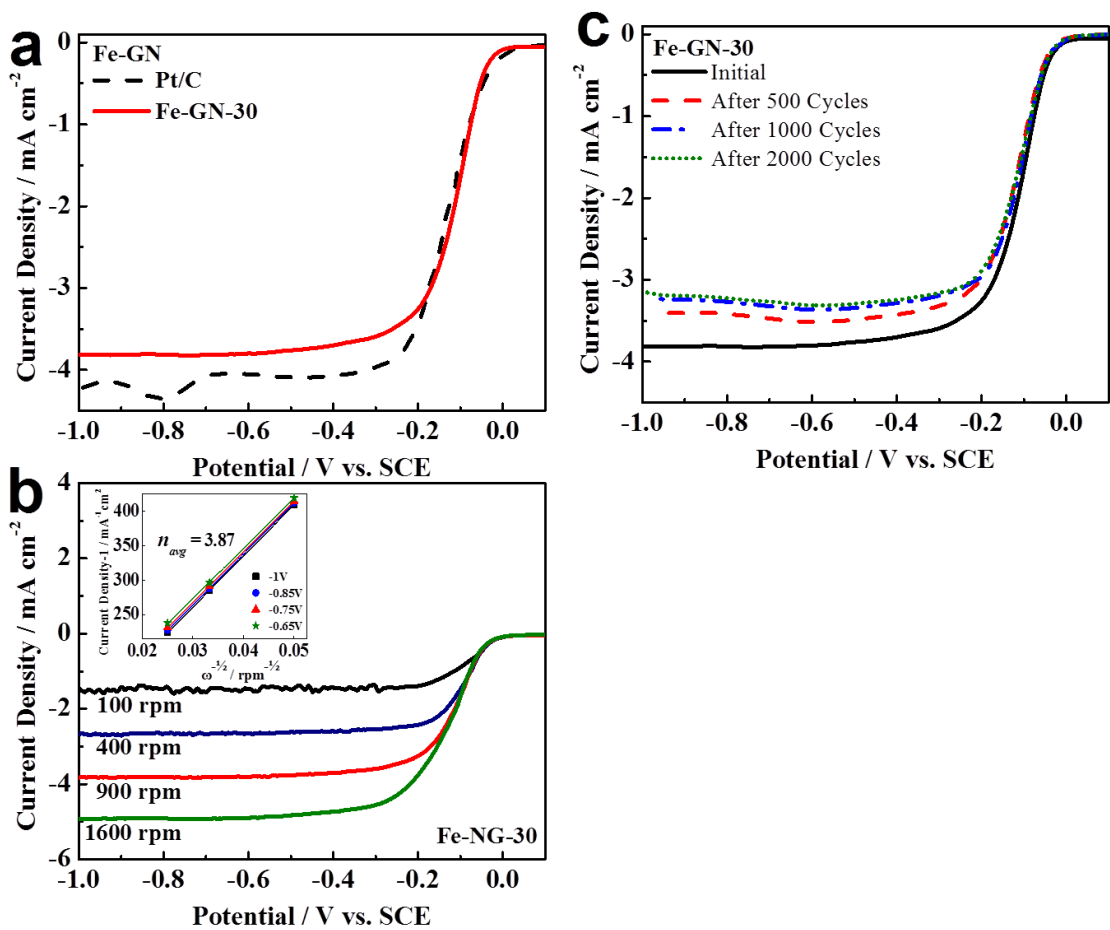 a
Fe-GN
Pt/C
Fe-GN-30
0
-1
-2
-3
-4
Current Density / mA cm⁻²
-1.0 -0.8 -0.6 -0.4 -0.2 0.0
Potential / V vs. SCE
c
Fe-GN-30
Initial
After 500 Cycles
After 1000 Cycles
After 2000 Cycles
0
-1
-2
-3
-4
Current Density / mA cm⁻²
-1.0 -0.8 -0.6 -0.4 -0.2 0.0
Potential / V vs. SCE
b
4
2
0
-2
-4
-6
Current Density / mA cm⁻²
400
350
300
250
Current Density-1 / mA⁻¹cm²
n avg = 3.87
-1V
-0.85V
-0.75V
-0.65V
0.02 0.03 0.04 0.05
ω⁻½ / rpm⁻½
100 rpm
400 rpm
900 rpm
1600 rpm
Fe-NG-30
-1.0 -0.8 -0.6 -0.4 -0.2 0.0
Potential / V vs. SCE